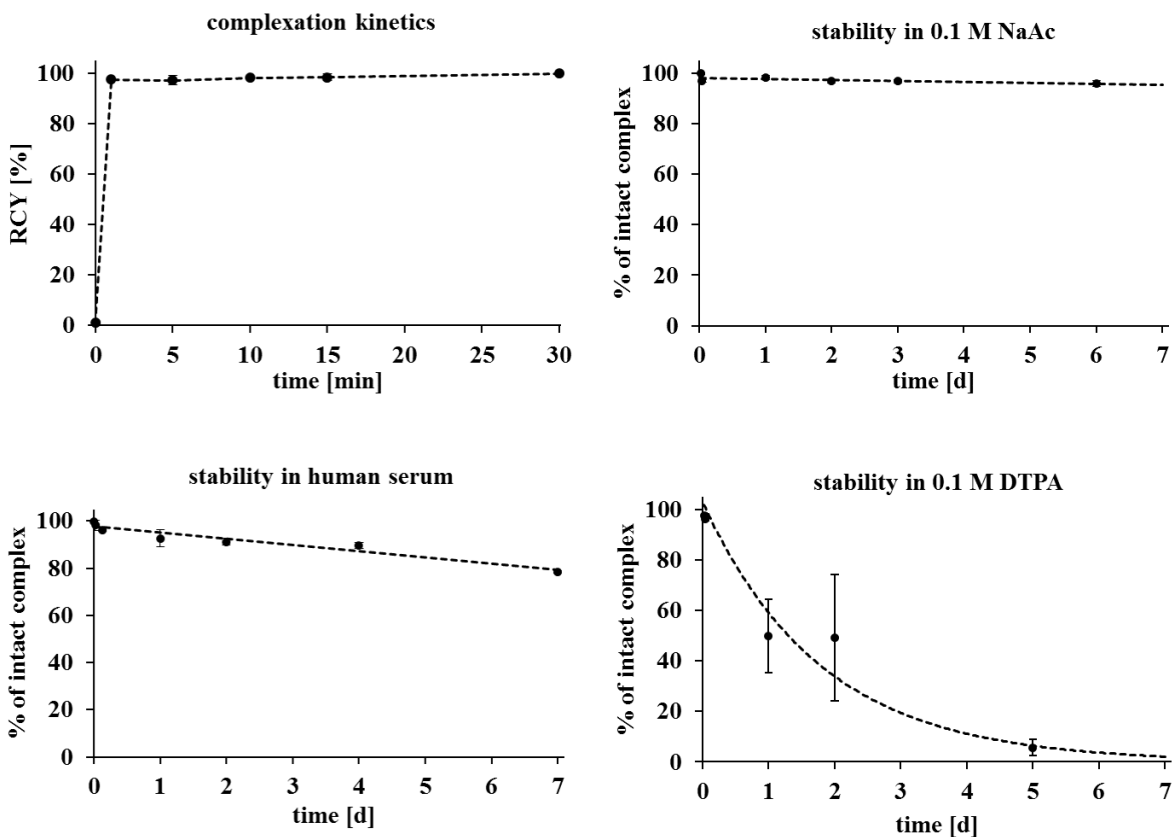 complexation kinetics
RCY [%]
100
80
60
40
20
0
0 5 10 15 20 25 30
time [min]
stability in 0.1 M NaAc
% of intact complex
100
80
60
40
20
0
0 1 2 3 4 5 6 7
time [d]
stability in human serum
% of intact complex
100
80
60
40
20
0
0 1 2 3 4 5 6 7
time [d]
stability in 0.1 M DTPA
% of intact complex
100
80
60
40
20
0
0 1 2 3 4 5 6 7
time [d]